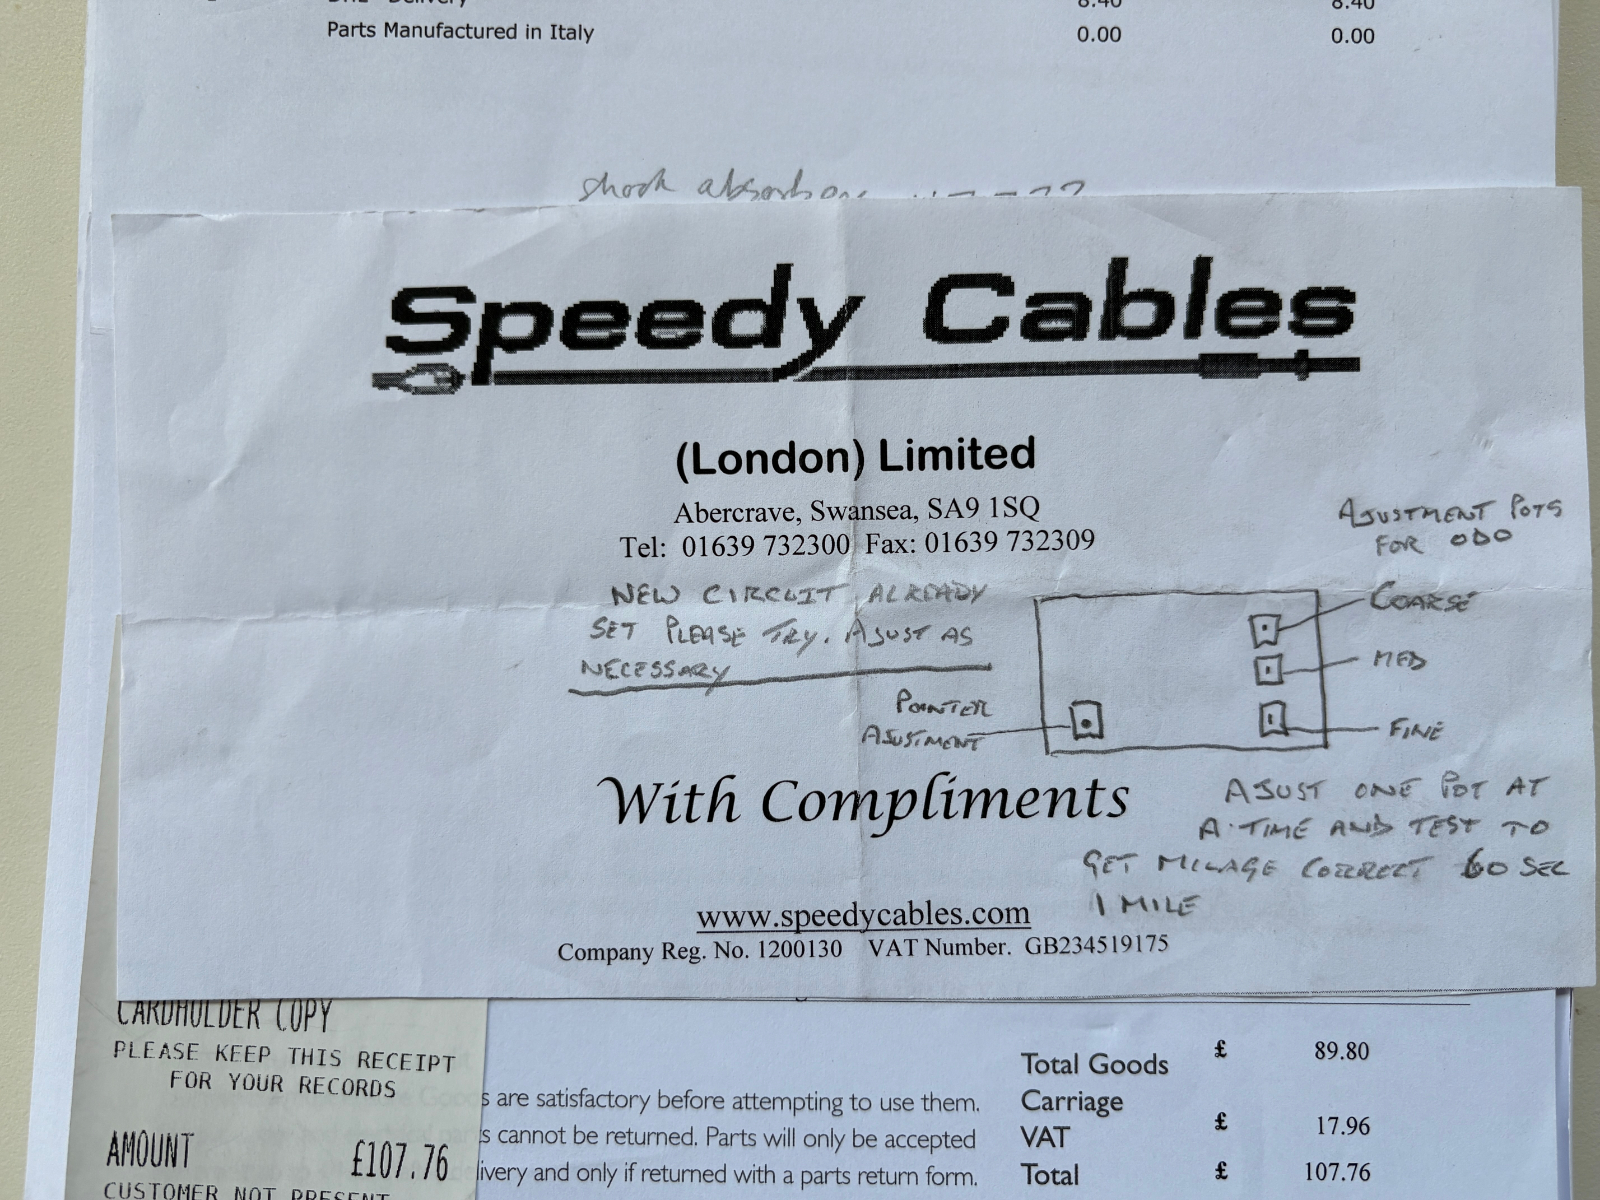 Delivery 8.40 8.40
Parts Manufactured in Italy 0.00 0.00
shock absorber
Speedy Cables
(London) Limited
Abercrave, Swansea, SA9 1SQ
Tel: 01639 732300 Fax: 01639 732309
NEW CIRCUIT ALREADY
SET PLEASE TRY. AJUST AS
NECESSARY
AJUSTMENT POTS
FOR ODO
COARSE
MED
FINE
POINTER
AJUSTMENT
With Compliments
AJUST ONE POT AT
A TIME AND TEST TO
GET MILAGE CORRECT 60 SEC
1 MILE
www.speedycables.com
Company Reg. No. 1200130 VAT Number. GB234519175
CARDHOLDER COPY
PLEASE KEEP THIS RECEIPT
FOR YOUR RECORDS
AMOUNT £107.76
CUSTOMER NOT PRESENT
s are satisfactory before attempting to use them.
s cannot be returned. Parts will only be accepted
livery and only if returned with a parts return form.
Total Goods £ 89.80
Carriage
VAT £ 17.96
Total £ 107.76